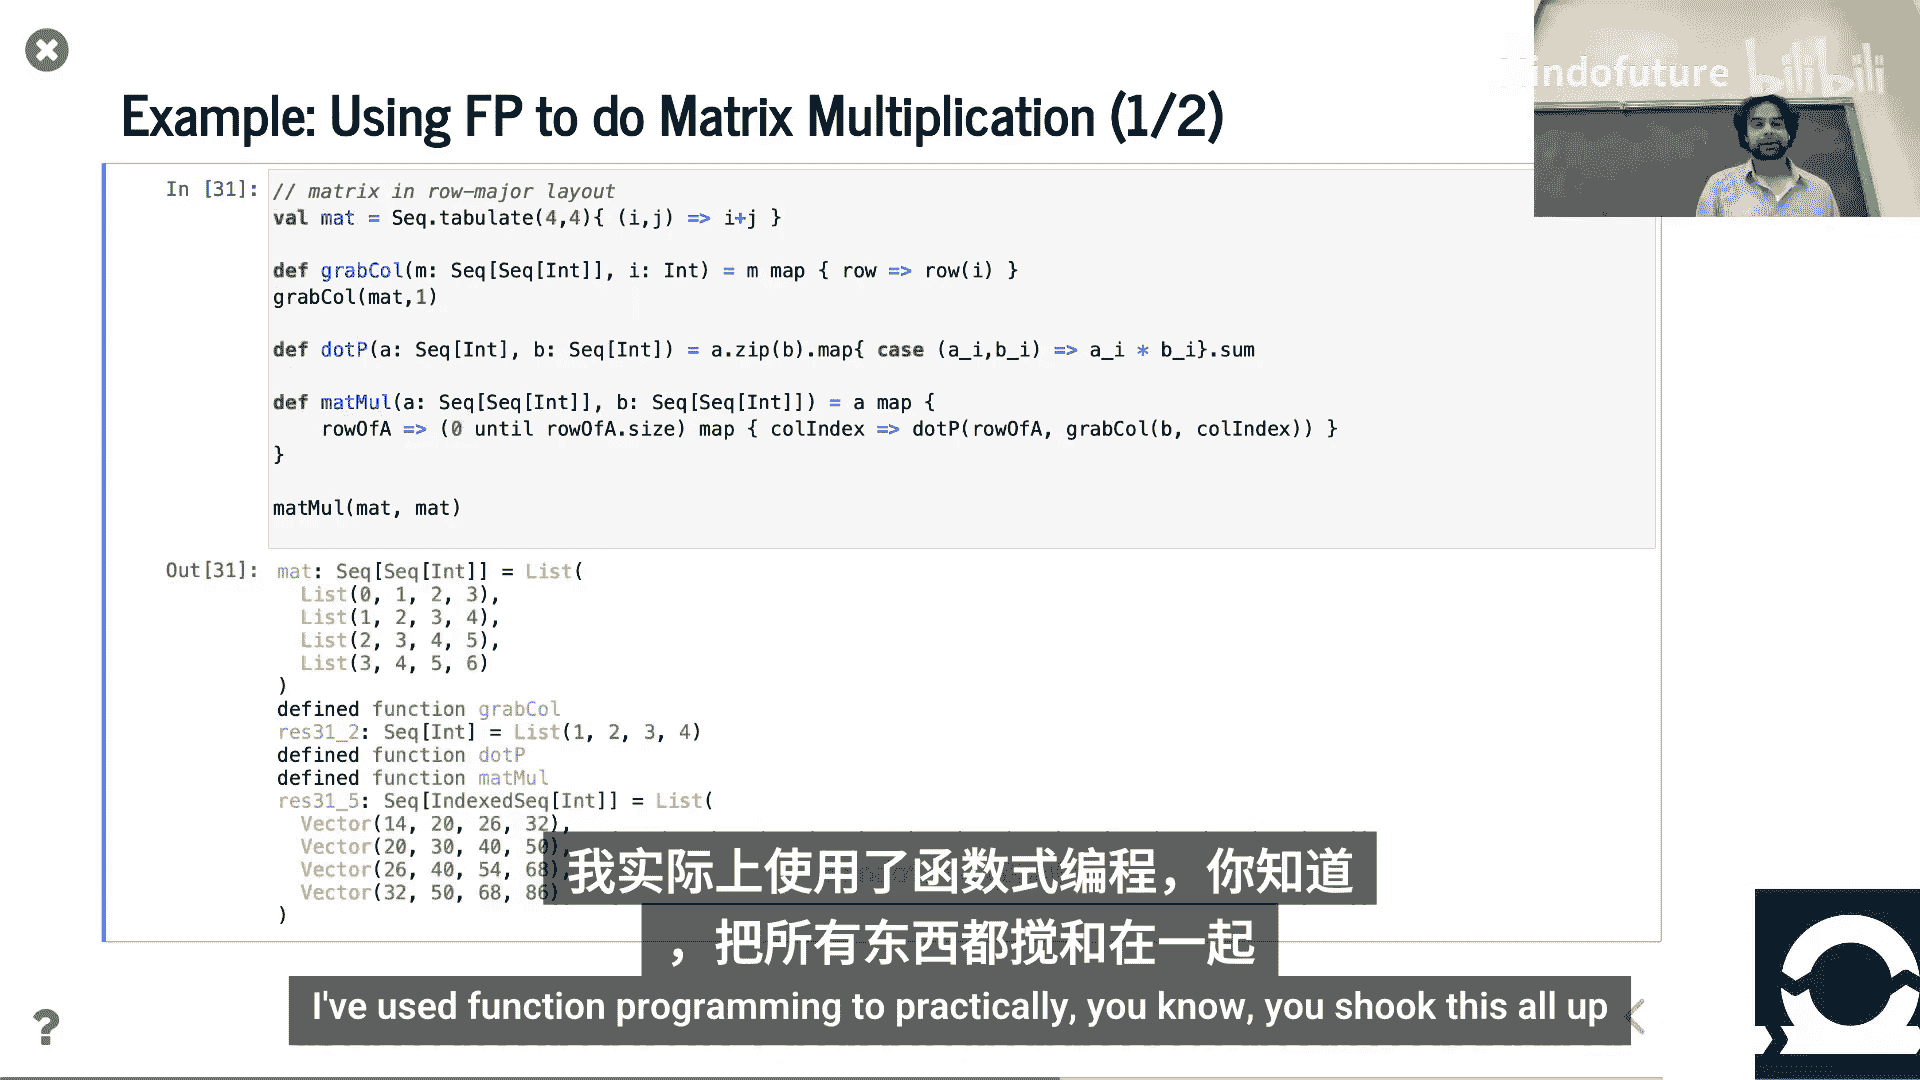 indofuture bilibili
Example: Using FP to do Matrix Multiplication (1/2)
In [31]:
// matrix in row-major layout
val mat = Seq.tabulate(4,4){ (i,j) => i+j }
def grabCol(m: Seq[Seq[Int]], i: Int) = m map { row => row(i) }
grabCol(mat,1)
def dotP(a: Seq[Int], b: Seq[Int]) = a.zip(b).map{ case (a_i,b_i) => a_i * b_i}.sum
def matMul(a: Seq[Seq[Int]], b: Seq[Seq[Int]]) = a map {
rowOfA => (0 until rowOfA.size) map { colIndex => dotP(rowOfA, grabCol(b, colIndex)) }
}
matMul(mat, mat)
Out[31]:
mat: Seq[Seq[Int]] = List(
List(0, 1, 2, 3),
List(1, 2, 3, 4),
List(2, 3, 4, 5),
List(3, 4, 5, 6)
)
defined function grabCol
res31_2: Seq[Int] = List(1, 2, 3, 4)
defined function dotP
defined function matMul
res31_5: Seq[IndexedSeq[Int]] = List(
Vector(14, 20, 26, 32),
Vector(20, 30, 40, 50),
Vector(26, 40, 54, 68),
Vector(32, 50, 68, 86)
)
我实际上使用了函数式编程，你知道
，把所有东西都搅和在一起
I've used function programming to practically, you know, you shook this all up
?